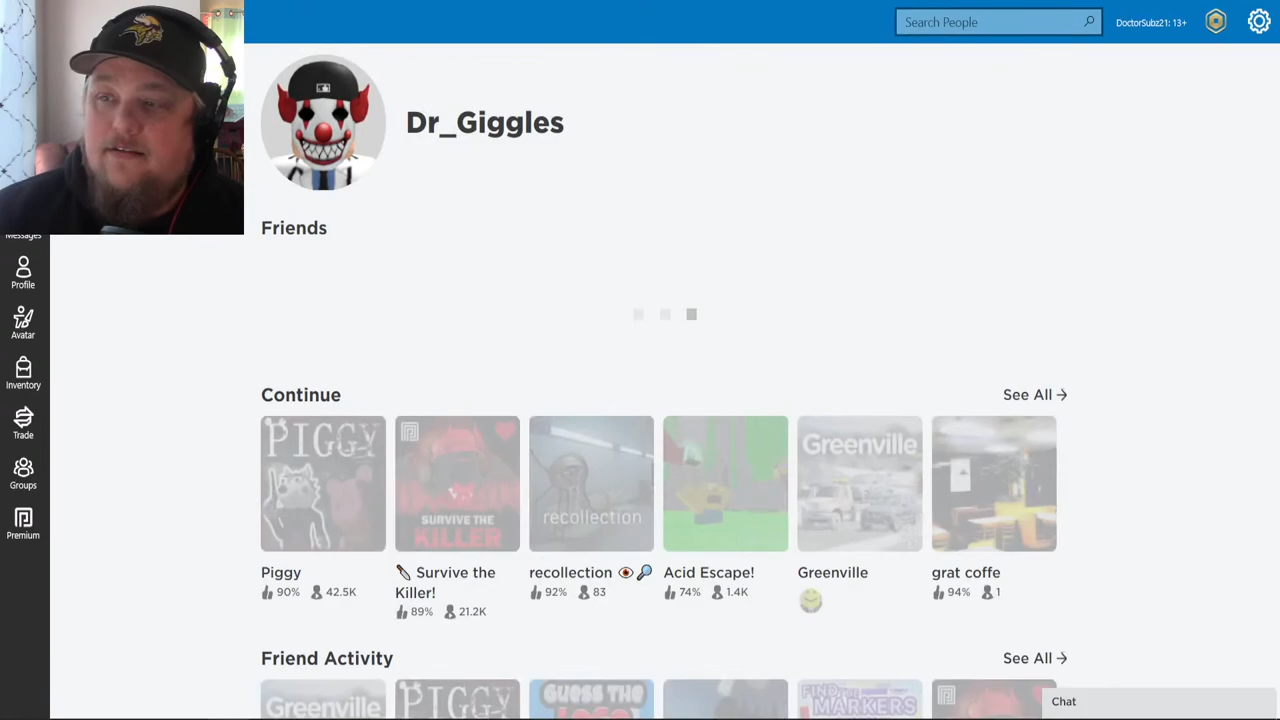 Search People
DoctorSubz21: 13+
Dr_Giggles
Messages
Profile
Avatar
Inventory
Trade
Groups
Premium
Friends
Continue
See All
PIGGY
SURVIVE THE
KILLER
recollection
Greenville
Piggy
Survive the
Killer!
recollection
Acid Escape!
Greenville
grat coffe
90% 42.5K
89% 21.2K
92% 83
74% 1.4K
94% 1
Friend Activity
See All
Greenville
PIGGY
GUESS THE
LOGO
FIND THE
MARKERS
Chat